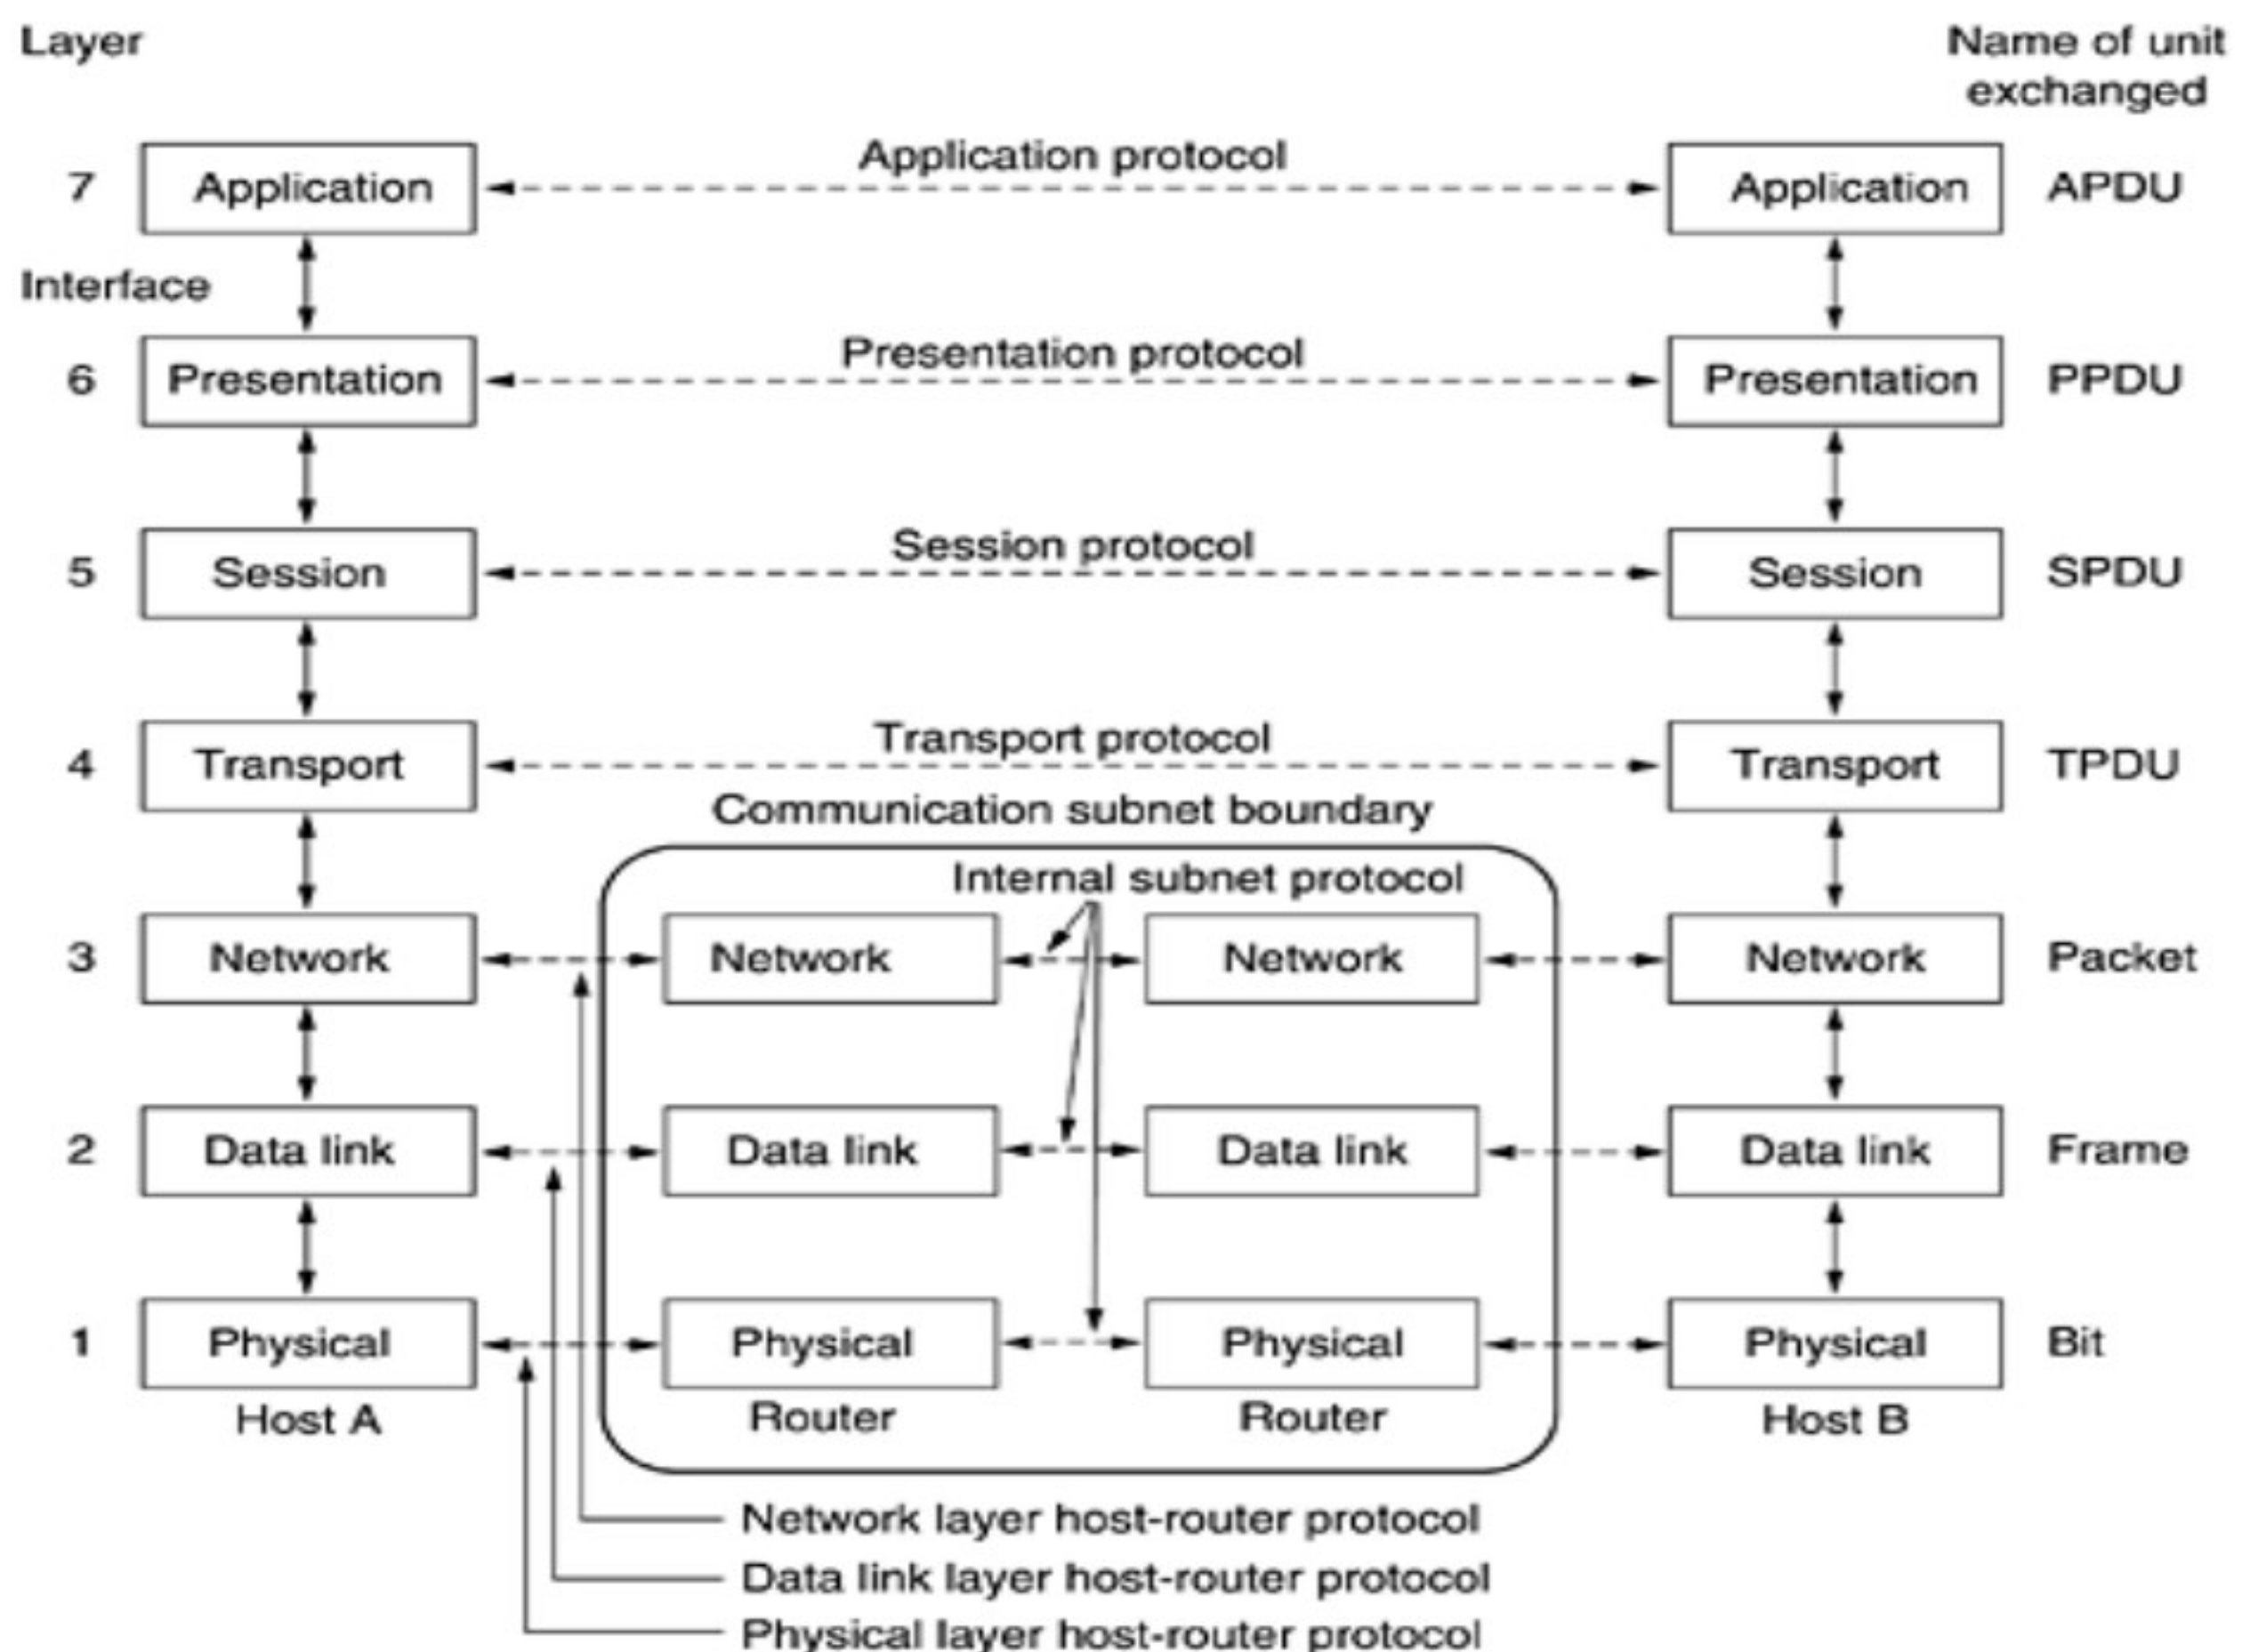 Layer
Name of unit
exchanged
7 Application Application protocol Application APDU
Interface
6 Presentation Presentation protocol Presentation PPDU
5 Session Session protocol Session SPDU
4 Transport Transport protocol Transport TPDU
Communication subnet boundary
Internal subnet protocol
3 Network Network Network Network Packet
2 Data link Data link Data link Data link Frame
1 Physical Physical Physical Physical Bit
Host A Router Router Host B
Network layer host-router protocol
Data link layer host-router protocol
Physical layer host-router protocol